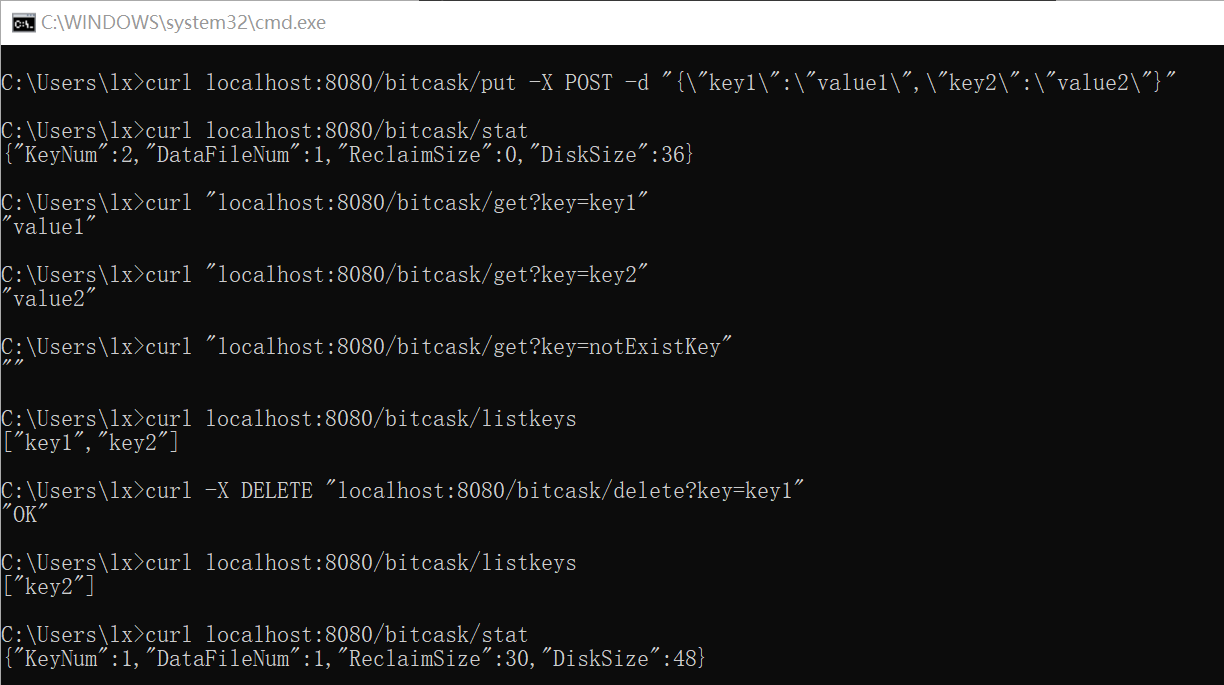 C:\WINDOWS\system32\cmd.exe
C:\Users\lx>curl localhost:8080/bitcask/put -X POST -d "{\"key1\":\"value1\",\"key2\":\"value2\"}"
C:\Users\lx>curl localhost:8080/bitcask/stat
{"KeyNum":2,"DataFileNum":1,"ReclaimSize":0,"DiskSize":36}
C:\Users\lx>curl "localhost:8080/bitcask/get?key=key1"
"value1"
C:\Users\lx>curl "localhost:8080/bitcask/get?key=key2"
"value2"
C:\Users\lx>curl "localhost:8080/bitcask/get?key=notExistKey"
""
C:\Users\lx>curl localhost:8080/bitcask/listkeys
["key1","key2"]
C:\Users\lx>curl -X DELETE "localhost:8080/bitcask/delete?key=key1"
"OK"
C:\Users\lx>curl localhost:8080/bitcask/listkeys
["key2"]
C:\Users\lx>curl localhost:8080/bitcask/stat
{"KeyNum":1,"DataFileNum":1,"ReclaimSize":30,"DiskSize":48}